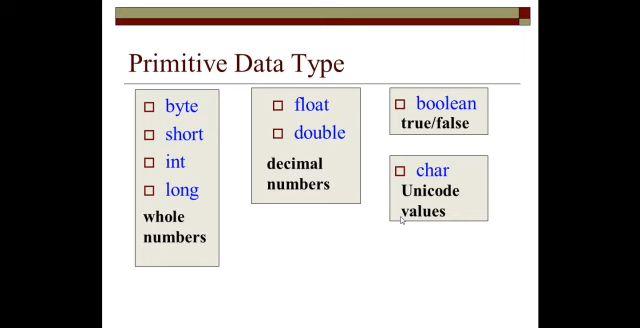 Primitive Data Type
byte
short
int
long
whole
numbers
float
double
decimal
numbers
boolean
true/false
char
Unicode
values